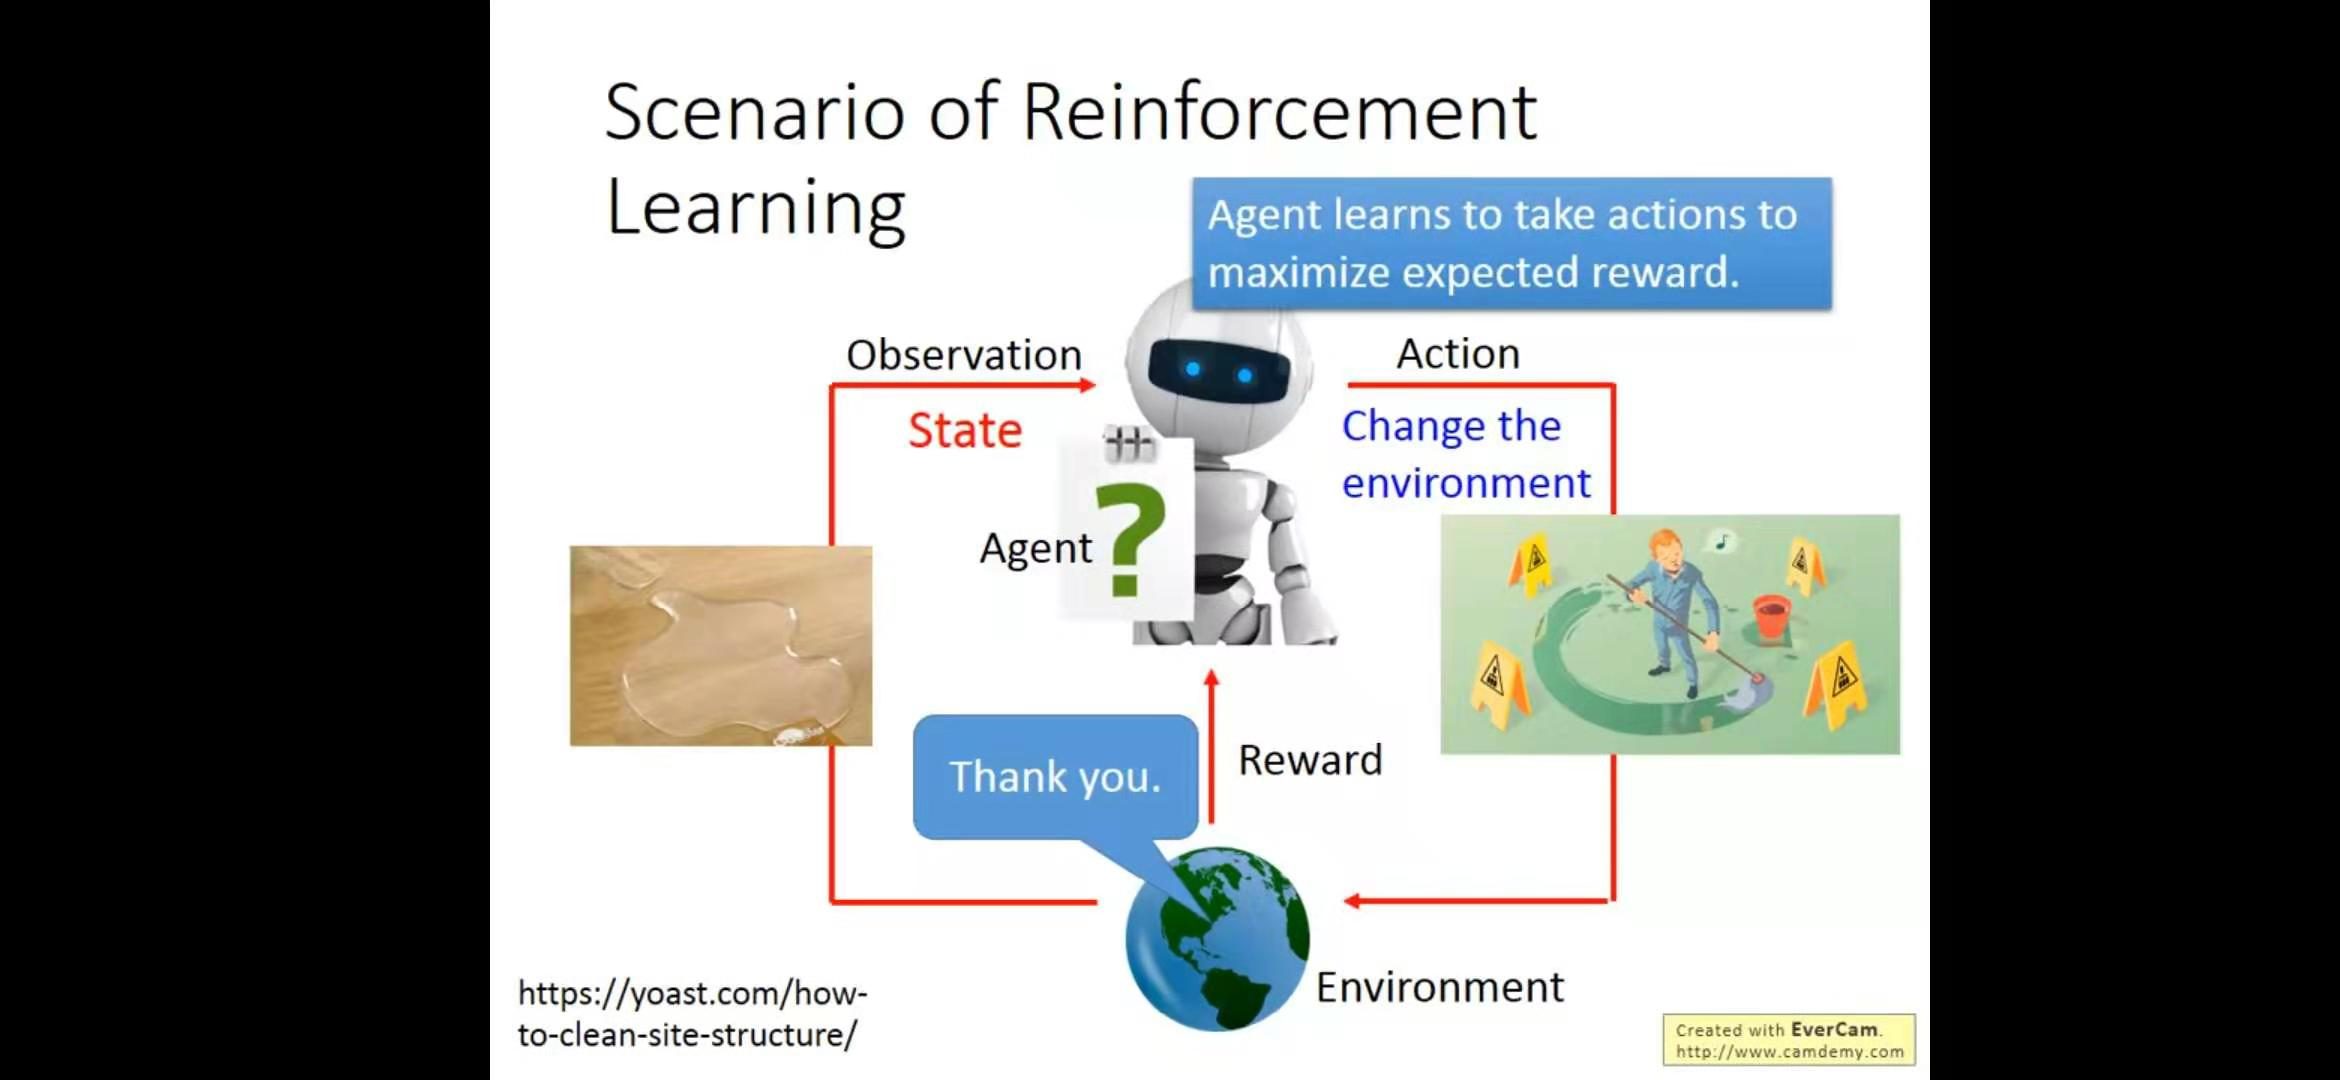 Scenario of Reinforcement
Learning
Agent learns to take actions to
maximize expected reward.
Observation
Action
State
Change the
environment
Agent
?
Thank you.
Reward
Environment
https://yoast.com/how-
to-clean-site-structure/
Created with EverCam.
http://www.camdemy.com